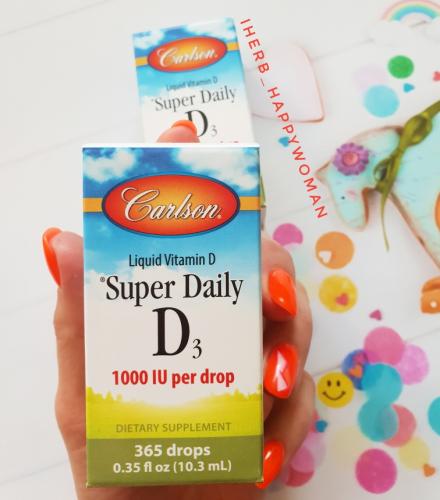 Carlson®
Liquid Vitamin D
®Super Daily
D3
IHERB_HAPPYWOMAN
Carlson®
Liquid Vitamin D
®Super Daily
D3
1000 IU per drop
DIETARY SUPPLEMENT
365 drops
0.35 fl oz (10.3 mL)